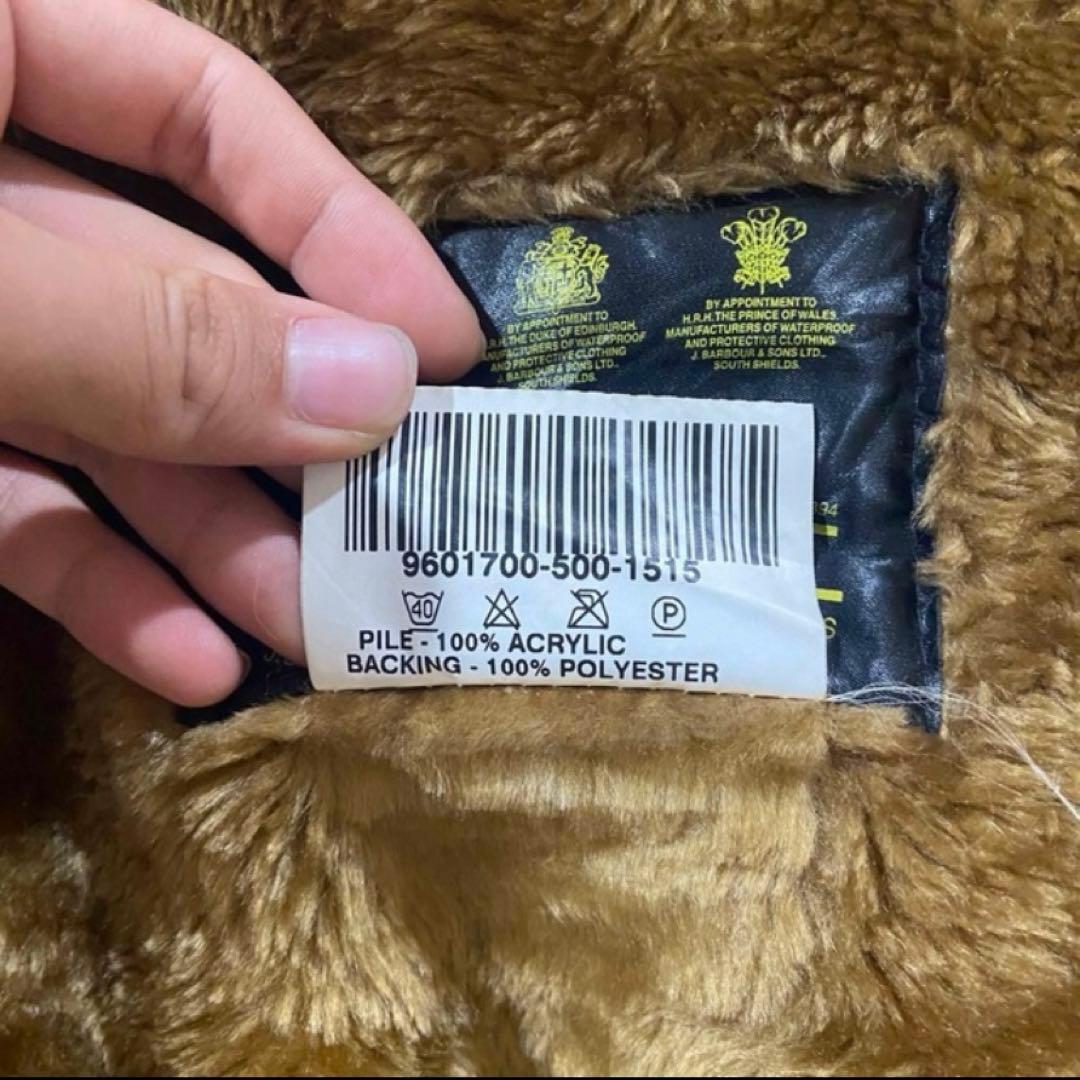 BY APPOINTMENT TO
H.R.H. THE DUKE OF EDINBURGH.
MANUFACTURERS OF WATERPROOF
AND PROTECTIVE CLOTHING
J. BARBOUR & SONS LTD.,
SOUTH SHIELDS.
BY APPOINTMENT TO
H.R.H. THE PRINCE OF WALES
MANUFACTURERS OF WATERPROOF
AND PROTECTIVE CLOTHING
J. BARBOUR & SONS LTD.,
SOUTH SHIELDS.
894
S
9601700-500-1515
40
P
PILE - 100% ACRYLIC
BACKING - 100% POLYESTER